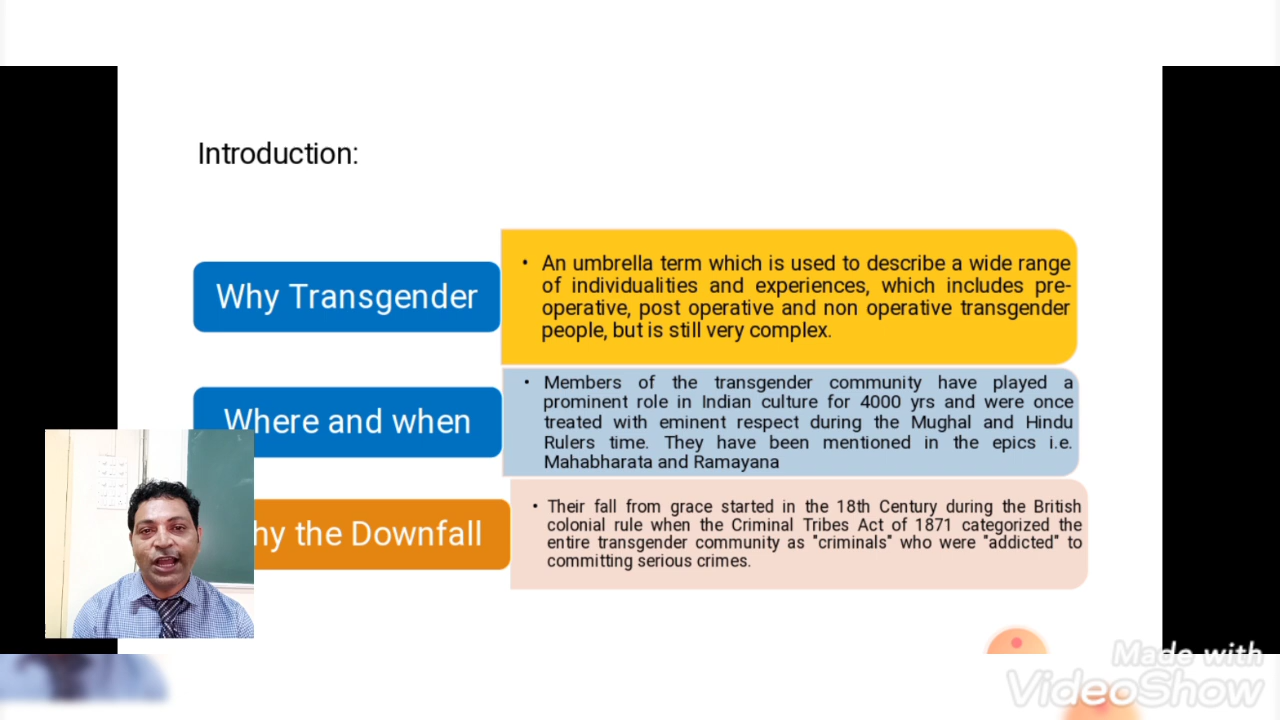 Introduction:
Why Transgender
• An umbrella term which is used to describe a wide range
of individualities and experiences, which includes pre-
operative, post operative and non operative transgender
people, but is still very complex.
Where and when
• Members of the transgender community have played a
prominent role in Indian culture for 4000 yrs and were once
treated with eminent respect during the Mughal and Hindu
Rulers time. They have been mentioned in the epics i.e.
Mahabharata and Ramayana
hy the Downfall
• Their fall from grace started in the 18th Century during the British
colonial rule when the Criminal Tribes Act of 1871 categorized the
entire transgender community as "criminals" who were "addicted" to
committing serious crimes.
Made with
VideoShow